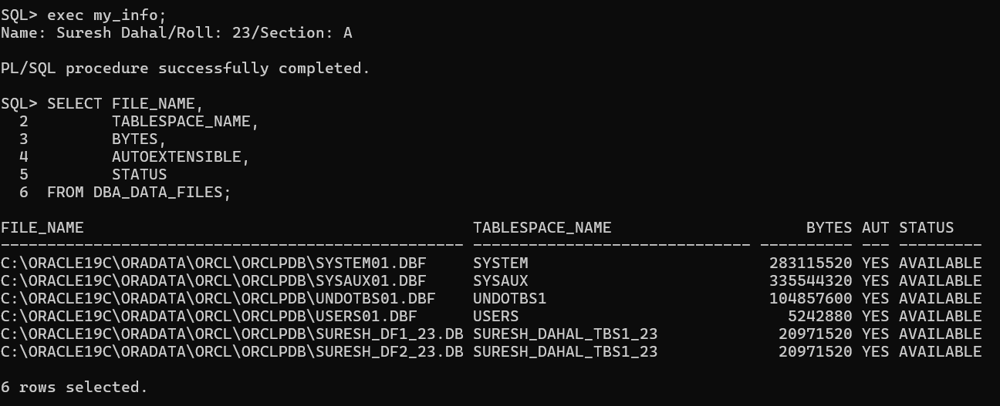 SQL> exec my_info;
Name: Suresh Dahal/Roll: 23/Section: A
PL/SQL procedure successfully completed.
SQL> SELECT FILE_NAME,
  2         TABLESPACE_NAME,
  3         BYTES,
  4         AUTOEXTENSIBLE,
  5         STATUS
  6  FROM DBA_DATA_FILES;
FILE_NAME                                          TABLESPACE_NAME                     BYTES AUT STATUS
-------------------------------------------------- ------------------------------ ---------- --- ---------
C:\ORACLE19C\ORADATA\ORCL\ORCLPDB\SYSTEM01.DBF     SYSTEM                          283115520 YES AVAILABLE
C:\ORACLE19C\ORADATA\ORCL\ORCLPDB\SYSAUX01.DBF     SYSAUX                          335544320 YES AVAILABLE
C:\ORACLE19C\ORADATA\ORCL\ORCLPDB\UNDOTBS01.DBF    UNDOTBS1                        104857600 YES AVAILABLE
C:\ORACLE19C\ORADATA\ORCL\ORCLPDB\USERS01.DBF      USERS                             5242880 YES AVAILABLE
C:\ORACLE19C\ORADATA\ORCL\ORCLPDB\SURESH_DF1_23.DB SURESH_DAHAL_TBS1_23             20971520 YES AVAILABLE
C:\ORACLE19C\ORADATA\ORCL\ORCLPDB\SURESH_DF2_23.DB SURESH_DAHAL_TBS1_23             20971520 YES AVAILABLE
6 rows selected.